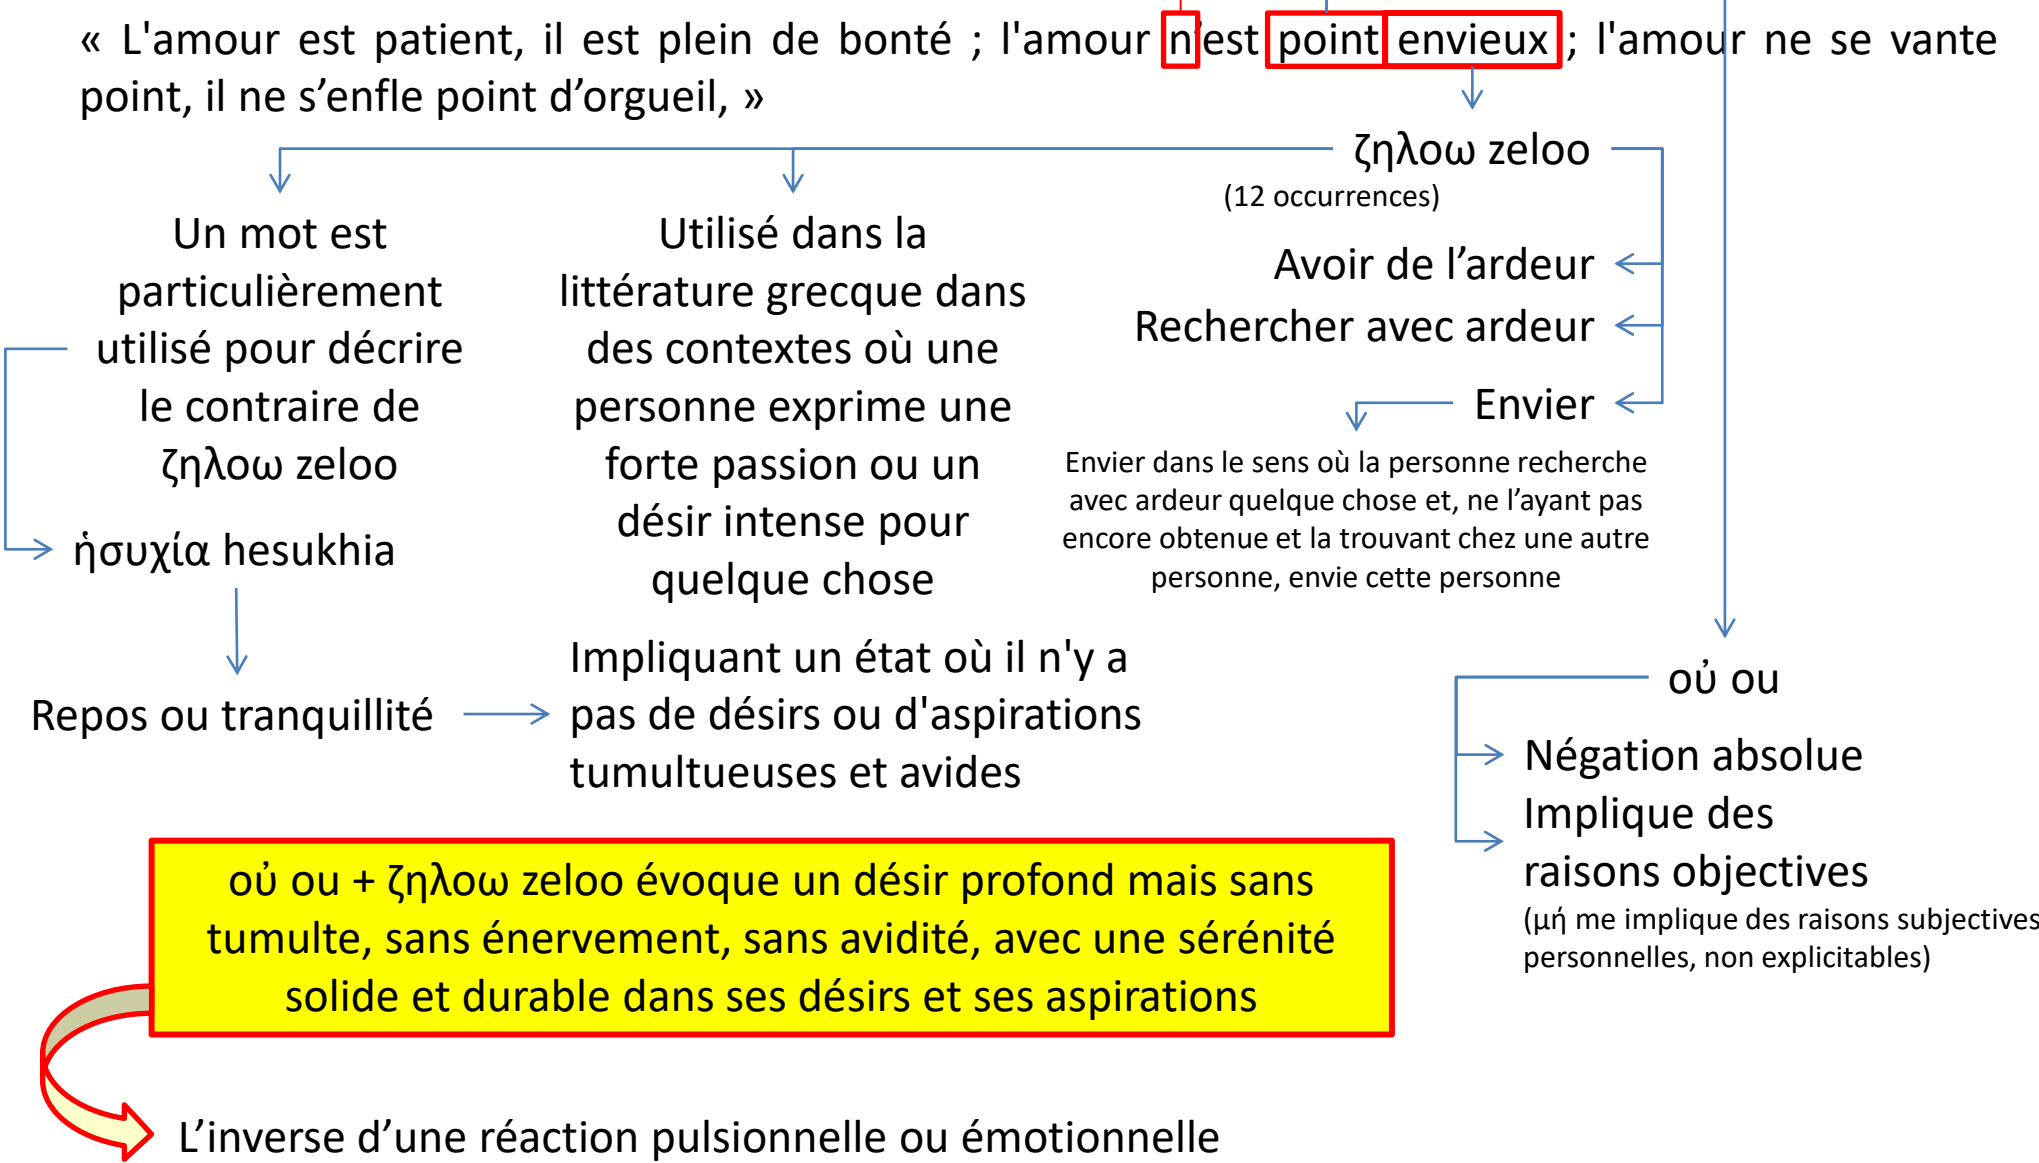 « L'amour est patient, il est plein de bonté ; l'amour n'est point envieux ; l'amour ne se vante
point, il ne s’enfle point d’orgueil, »
ζηλοω zeloo
(12 occurrences)
Avoir de l’ardeur
Rechercher avec ardeur
Envier
Envier dans le sens où la personne recherche
avec ardeur quelque chose et, ne l’ayant pas
encore obtenue et la trouvant chez une autre
personne, envie cette personne
Utilisé dans la
littérature grecque dans
des contextes où une
personne exprime une
forte passion ou un
désir intense pour
quelque chose
Un mot est
particulièrement
utilisé pour décrire
le contraire de
ζηλοω zeloo
ἡσυχία hesukhia
Repos ou tranquillité
Impliquant un état où il n'y a
pas de désirs ou d'aspirations
tumultueuses et avides
οὐ ou
Négation absolue
Implique des
raisons objectives
(μή me implique des raisons subjectives
personnelles, non explicitables)
οὐ ou + ζηλοω zeloo évoque un désir profond mais sans
tumulte, sans énervement, sans avidité, avec une sérénité
solide et durable dans ses désirs et ses aspirations
L’inverse d’une réaction pulsionnelle ou émotionnelle